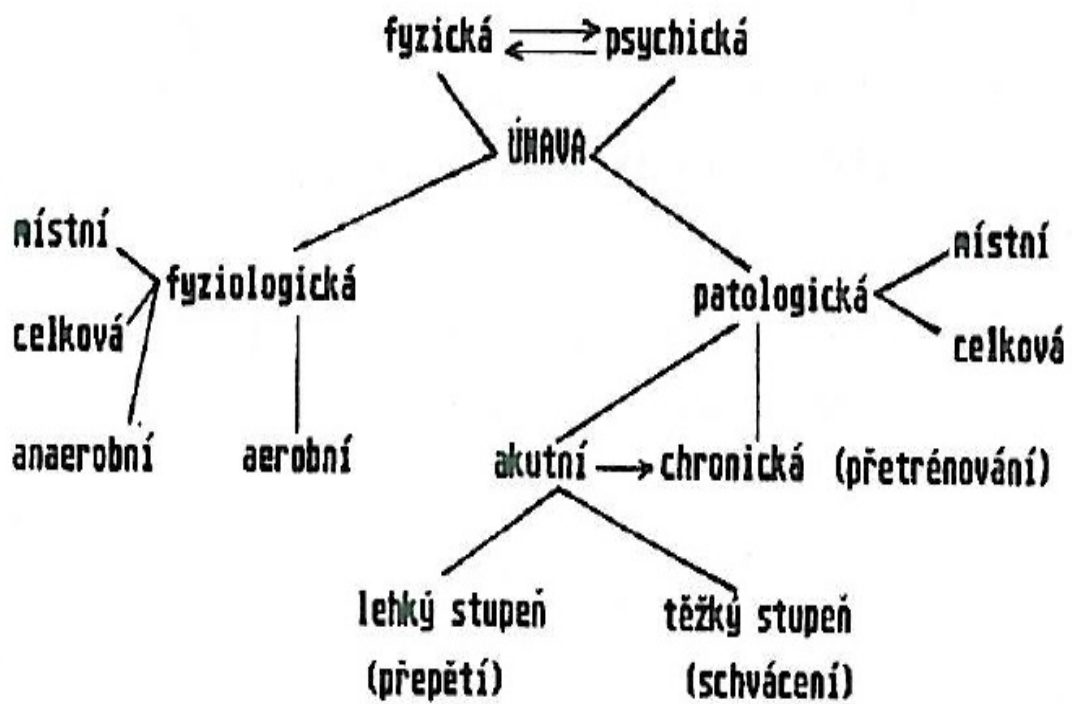 fyzická psychická
ÚNAVA
místní
fyziologická
celková
anaerobní aerobní
místní
patologická
celková
akutní chronická (přetrénování)
lehký stupeň
(přepětí)
těžký stupeň
(schvácení)